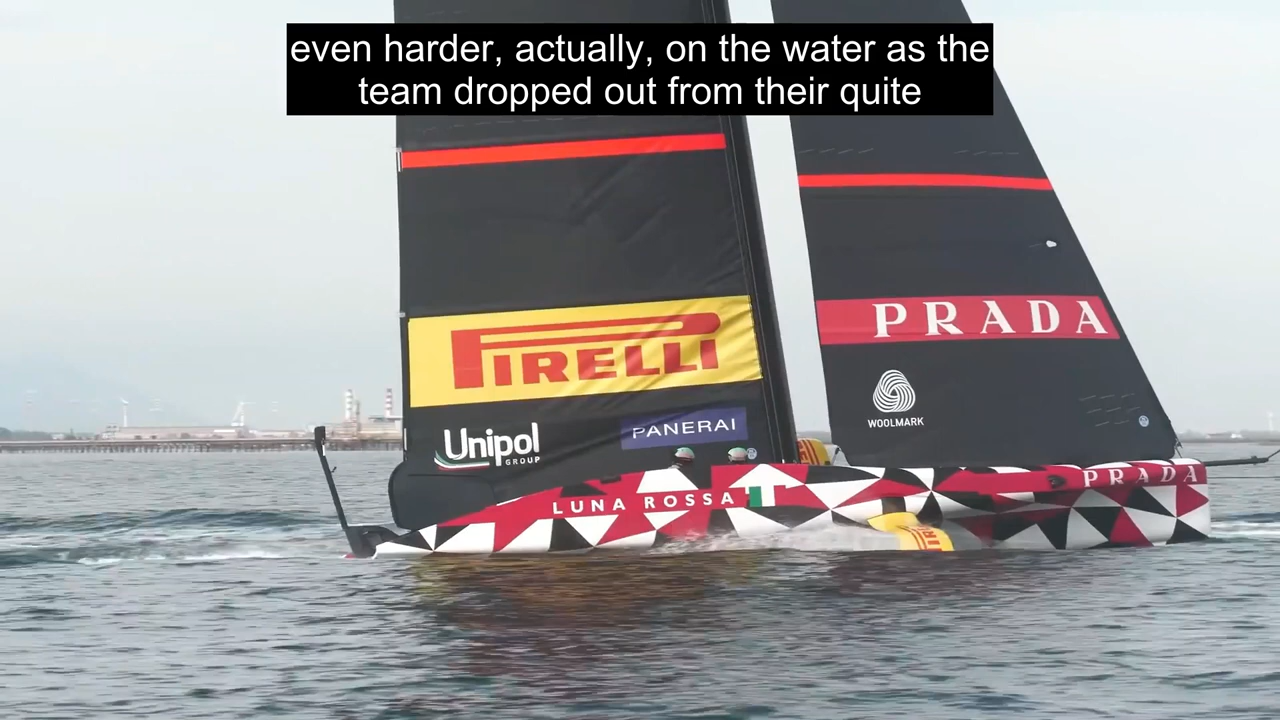 even harder, actually, on the water as the
team dropped out from their quite
PIRELLI
PRADA
WOOLMARK
Unipol
GROUP
PANERAI
LUNA ROSSA
PRADA